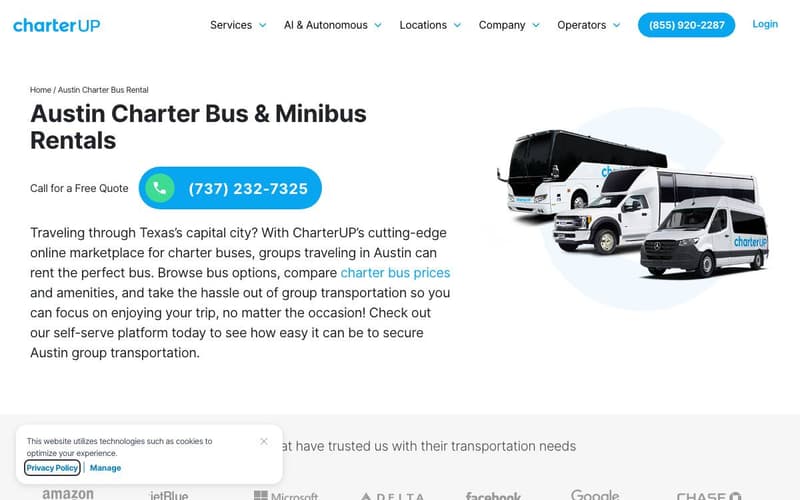 charterUP
Services
AI & Autonomous
Locations
Company
Operators
(855) 920-2287
Login
Home / Austin Charter Bus Rental
Austin Charter Bus & Minibus
Rentals
Call for a Free Quote
(737) 232-7325
Traveling through Texas’s capital city? With CharterUP’s cutting-edge
online marketplace for charter buses, groups traveling in Austin can
rent the perfect bus. Browse bus options, compare charter bus prices
and amenities, and take the hassle out of group transportation so you
can focus on enjoying your trip, no matter the occasion! Check out
our self-serve platform today to see how easy it can be to secure
Austin group transportation.
charterUP
at have trusted us with their transportation needs
This website utilizes technologies such as cookies to
optimize your experience.
Privacy Policy | Manage
amazon
jetBlue
Microsoft
DELTA
facebook
Google
CHASE